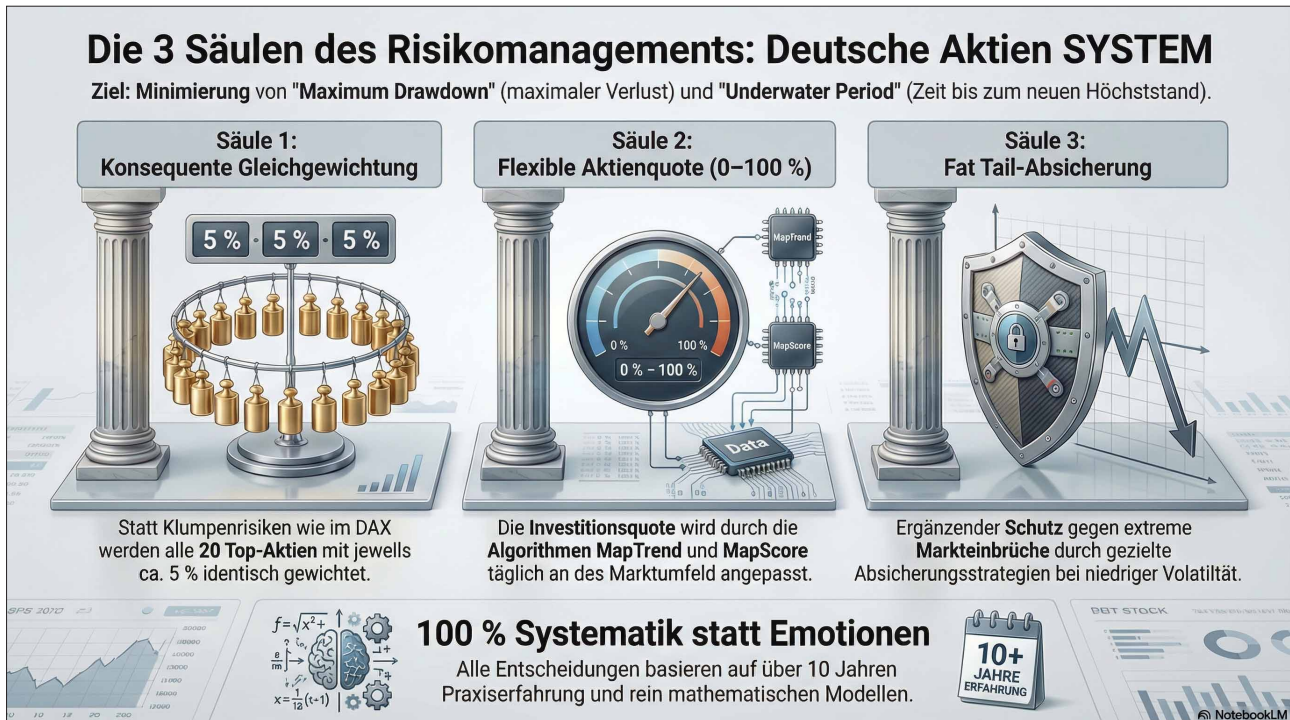 Die 3 Säulen des Risikomanagements: Deutsche Aktien SYSTEM
Ziel: Minimierung von "Maximum Drawdown" (maximaler Verlust) und "Underwater Period" (Zeit bis zum neuen Höchststand).
Säule 1:
Konsequente Gleichgewichtung
5 % · 5 % · 5 %
Statt Klumpenrisiken wie im DAX
werden alle 20 Top-Aktien mit jewells
ca. 5 % identisch gewichtet.
Säule 2:
Flexible Aktienquote (0–100 %)
MapTrend
MapScore
0 %
100 %
0 % – 100 %
Data
Die Investitionsquote wird durch die
Algorithmen MapTrend und MapScore
täglich an des Marktumfeld angepasst.
Säule 3:
Fat Tail-Absicherung
Ergänzender Schutz gegen extreme
Markteinbrüche durch gezielte
Absicherungsstrategien bei niedriger Volatiltät.
100 % Systematik statt Emotionen
Alle Entscheidungen basieren auf über 10 Jahren
Praxiserfahrung und rein mathematischen Modellen.
10+
JAHRE
ERFAHRUNG
NotebookLM